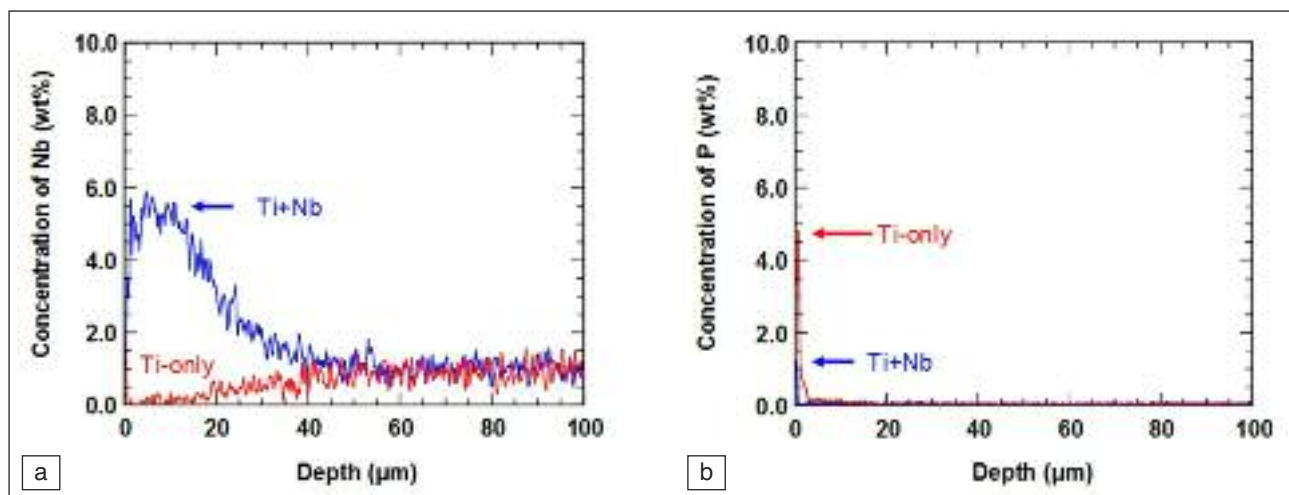 10.0
8.0
6.0
4.0
2.0
0.0
Concentration of Nb (wt%)
Ti+Nb
Ti-only
0 20 40 60 80 100
Depth (µm)
a
10.0
8.0
6.0
4.0
2.0
0.0
Concentration of P (wt%)
Ti-only
Ti+Nb
0 20 40 60 80 100
Depth (µm)
b